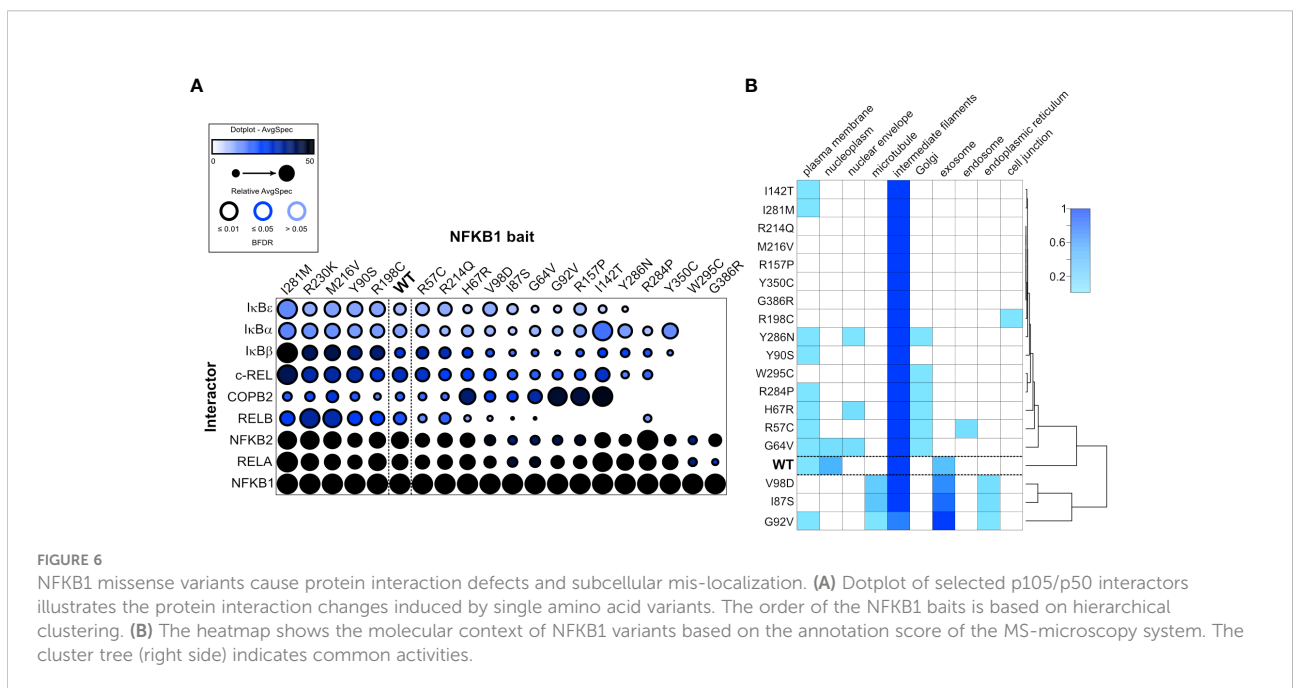 A
B
Dotplot - AvgSpec
0 50
Relative AvgSpec
≤ 0.01 ≤ 0.05 > 0.05
BFDR
NFKB1 bait
I281M R230K M216V Y90S R198C WT R57C R214Q H67R V98D I87S G64V G92V R157P I142T Y286N R284P Y350C W295C G386R
Interactor
IκBε
IκBα
IκBβ
c-REL
COPB2
RELB
NFKB2
RELA
NFKB1
plasma membrane
nucleoplasm
nuclear envelope
microtubule
intermediate filaments
Golgi
exosome
endosome
endoplasmic reticulum
cell junction
I142T
I281M
R214Q
M216V
R157P
Y350C
G386R
R198C
Y286N
Y90S
W295C
R284P
H67R
R57C
G64V
WT
V98D
I87S
G92V
1
0.6
0.2
FIGURE 6
NFKB1 missense variants cause protein interaction defects and subcellular mis-localization. (A) Dotplot of selected p105/p50 interactors
illustrates the protein interaction changes induced by single amino acid variants. The order of the NFKB1 baits is based on hierarchical
clustering. (B) The heatmap shows the molecular context of NFKB1 variants based on the annotation score of the MS-microscopy system. The
cluster tree (right side) indicates common activities.